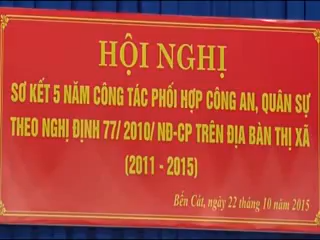 HỘI NGHỊ
SƠ KẾT 5 NĂM CÔNG TÁC PHỐI HỢP CÔNG AN, QUÂN SỰ
THEO NGHỊ ĐỊNH 77/ 2010/ NĐ-CP TRÊN ĐỊA BÀN THỊ XÃ
(2011 - 2015)
Bến Cát, ngày 22 tháng 10 năm 2015